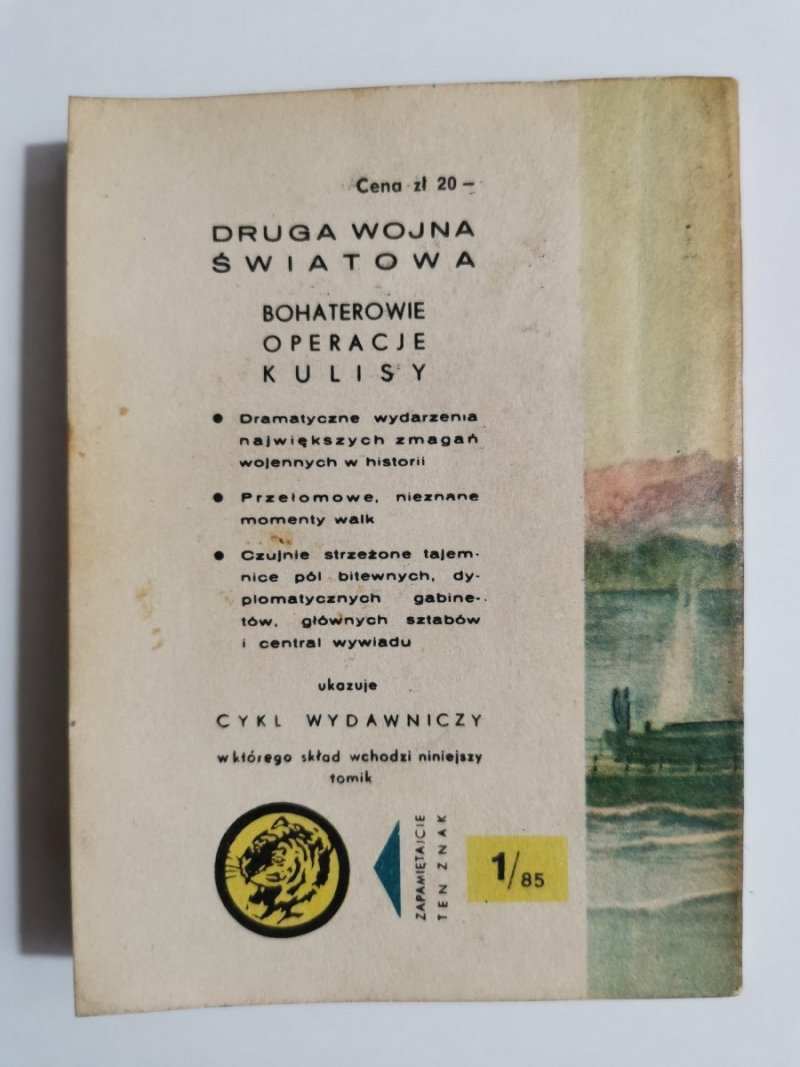 Cena zł 20 –
DRUGA WOJNA
ŚWIATOWA
BOHATEROWIE
OPERACJE
KULISY
● Dramatyczne wydarzenia
największych zmagań
wojennych w historii
● Przełomowe, nieznane
momenty walk
● Czujnie strzeżone tajem-
nice pól bitewnych, dy-
plomatycznych gabine-
tów, głównych sztabów
i central wywiadu
ukazuje
CYKL WYDAWNICZY
w którego skład wchodzi niniejszy
tomik
ZAPAMIĘTAJCIE
TEN ZNAK
1/85